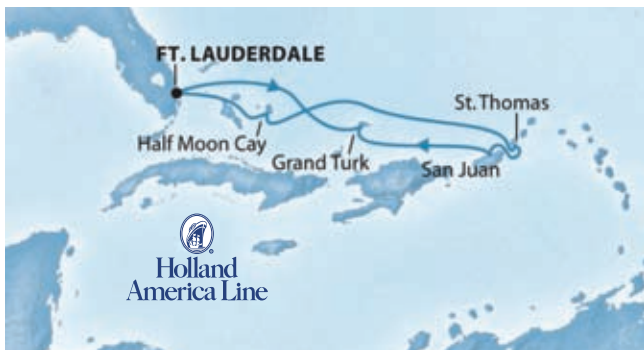 FT. LAUDERDALE
St. Thomas
Half Moon Cay
Grand Turk
San Juan
Holland
America Line